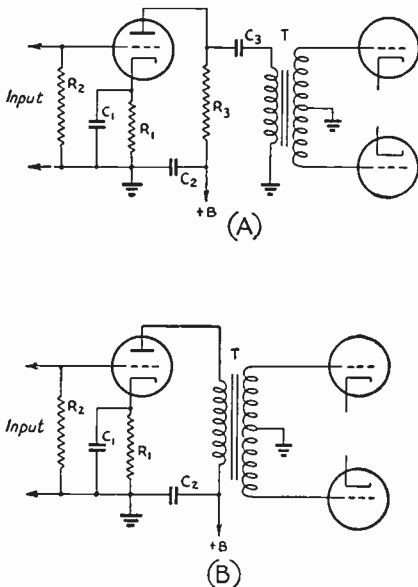 C3
T
R2
Input
C1
R1
R3
C2
+B
(A)
T
R2
Input
C1
R1
C2
+B
(B)